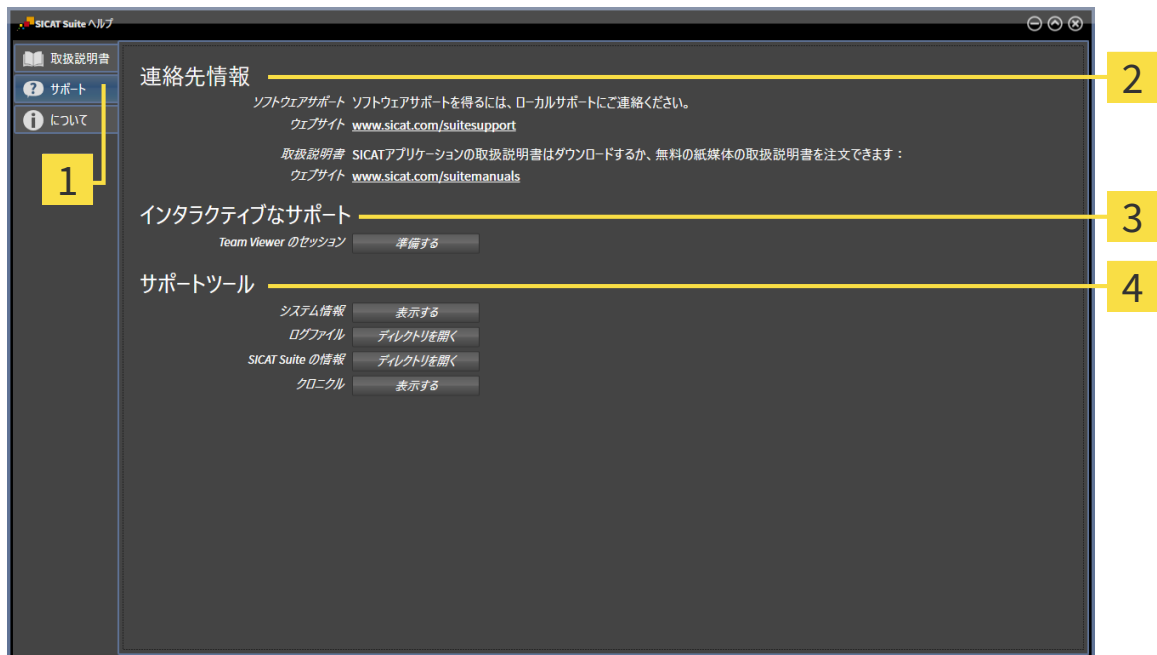 SICAT Suite ヘルプ
取扱説明書
サポート
について
1
連絡先情報
2
ソフトウェアサポート ソフトウェアサポートを得るには、ローカルサポートにご連絡ください。
ウェブサイト www.sicat.com/suitesupport
取扱説明書 SICATアプリケーションの取扱説明書はダウンロードするか、無料の紙媒体の取扱説明書を注文できます：
ウェブサイト www.sicat.com/suitemanuals
インタラクティブなサポート
3
Team Viewer のセッション 準備する
サポートツール
4
システム情報 表示する
ログファイル ディレクトリを開く
SICAT Suite の情報 ディレクトリを開く
クロニクル 表示する